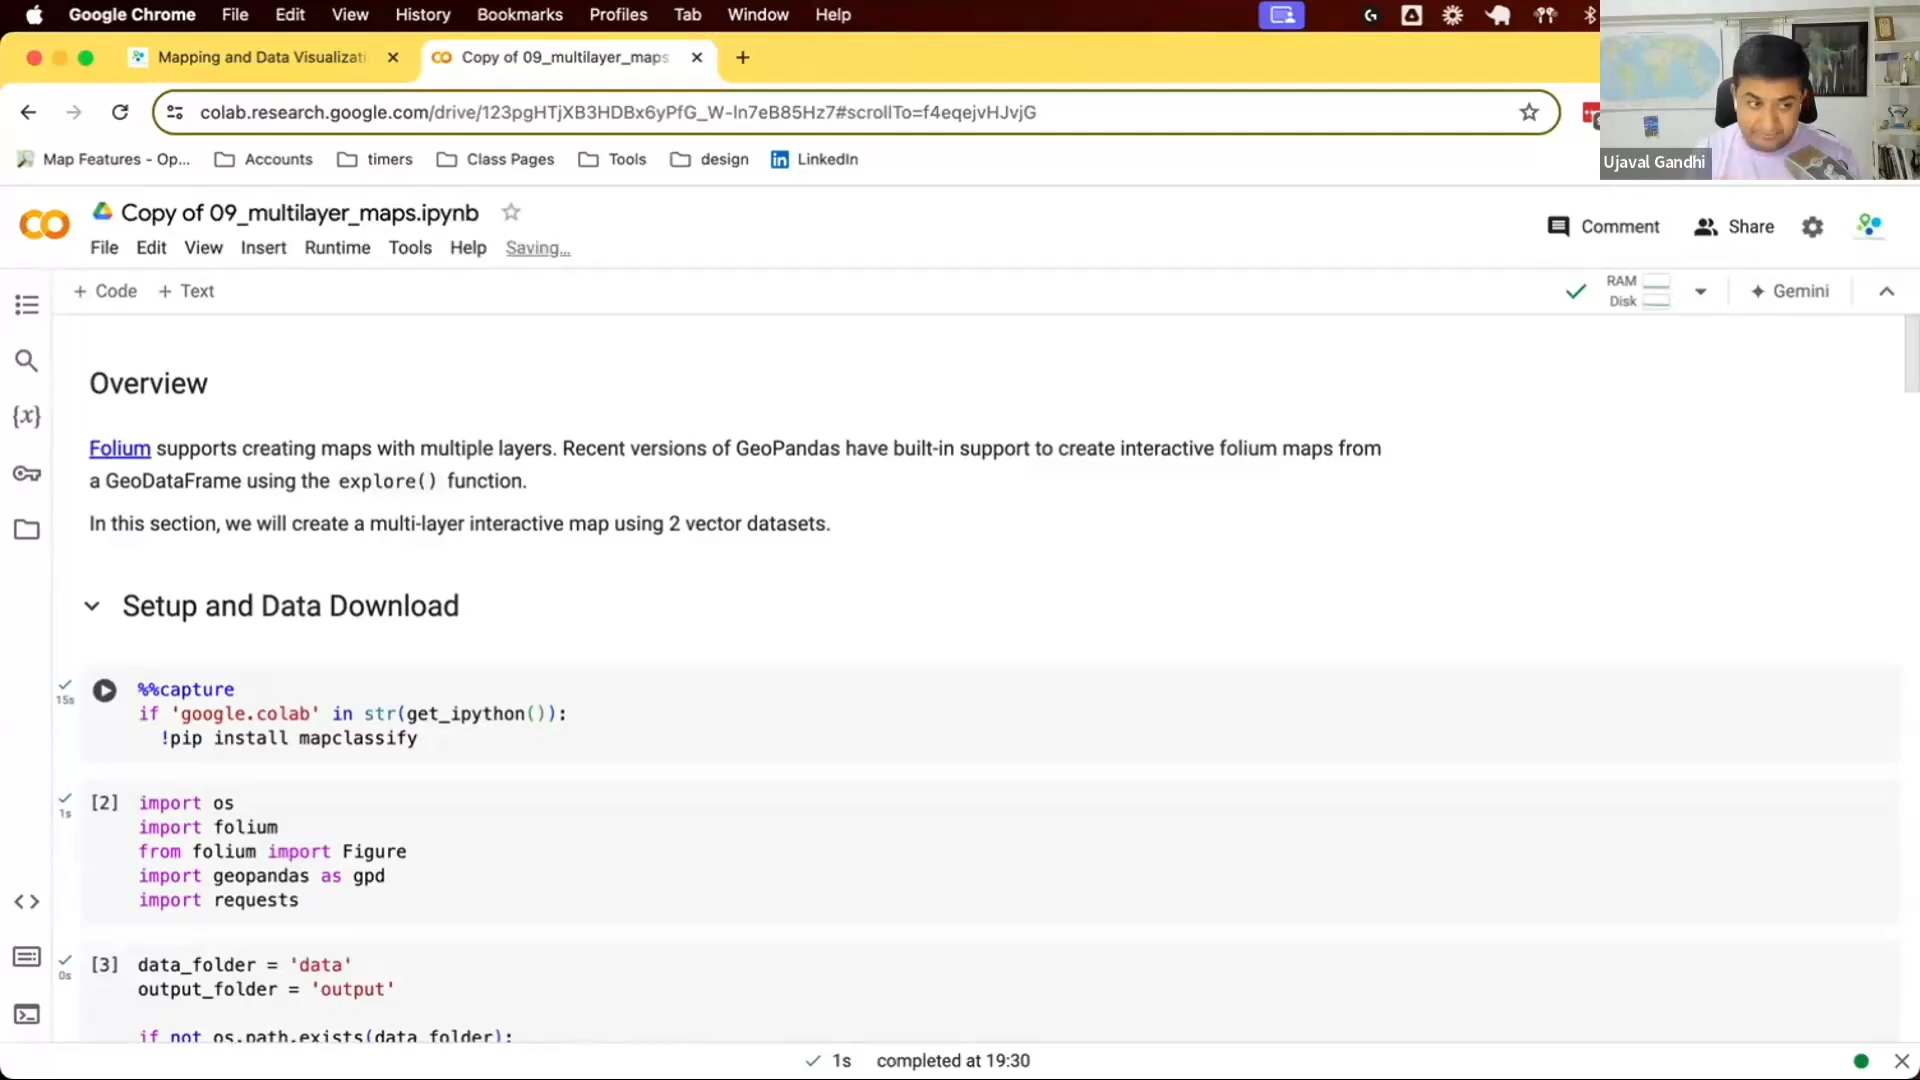 Google Chrome File Edit View History Bookmarks Profiles Tab Window Help
Mapping and Data Visualizati
Copy of 09_multilayer_maps
colab.research.google.com/drive/123pgHTjXB3HDBx6yPfG_W-ln7eB85Hz7#scrollTo=f4eqejvHJvjG
Map Features - Op... Accounts timers Class Pages Tools design LinkedIn
Ujaval Gandhi
Copy of 09_multilayer_maps.ipynb
File Edit View Insert Runtime Tools Help Saving...
Comment Share
+ Code + Text
RAM
Disk
Gemini
Overview
Folium supports creating maps with multiple layers. Recent versions of GeoPandas have built-in support to create interactive folium maps from
a GeoDataFrame using the explore() function.
In this section, we will create a multi-layer interactive map using 2 vector datasets.
Setup and Data Download
15s
%%capture
if 'google.colab' in str(get_ipython()):
!pip install mapclassify
1s
[2] import os
import folium
from folium import Figure
import geopandas as gpd
import requests
0s
[3] data_folder = 'data'
output_folder = 'output'
if not os.path.exists(data_folder):
1s completed at 19:30